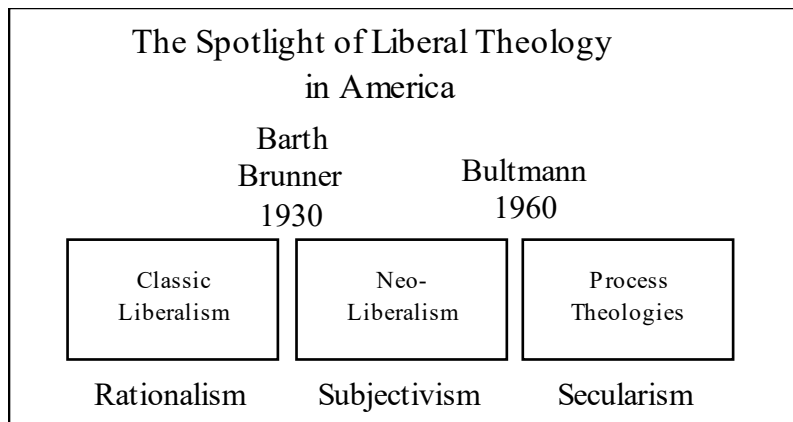 The Spotlight of Liberal Theology
in America
Barth
Brunner
1930
Bultmann
1960
Classic
Liberalism
Neo-
Liberalism
Process
Theologies
Rationalism
Subjectivism
Secularism